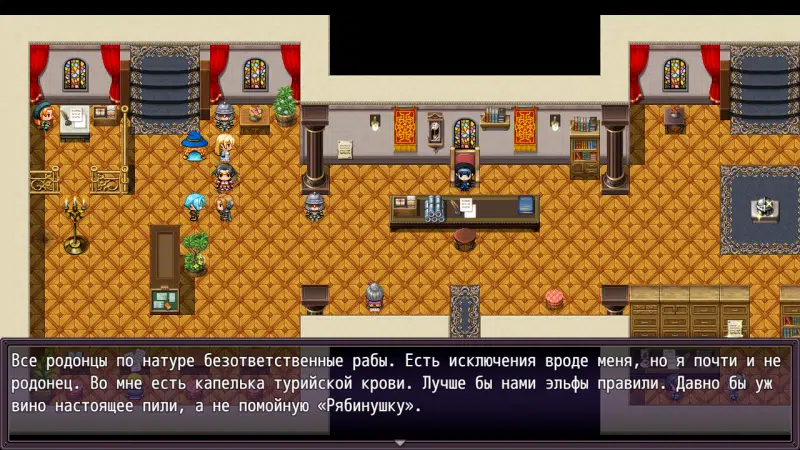 Все родонцы по натуре безответственные рабы. Есть исключения вроде меня, но я почти и не
родонец. Во мне есть капелька турийской крови. Лучше бы нами эльфы правили. Давно бы уж
вино настоящее пили, а не помойную «Рябинушку».